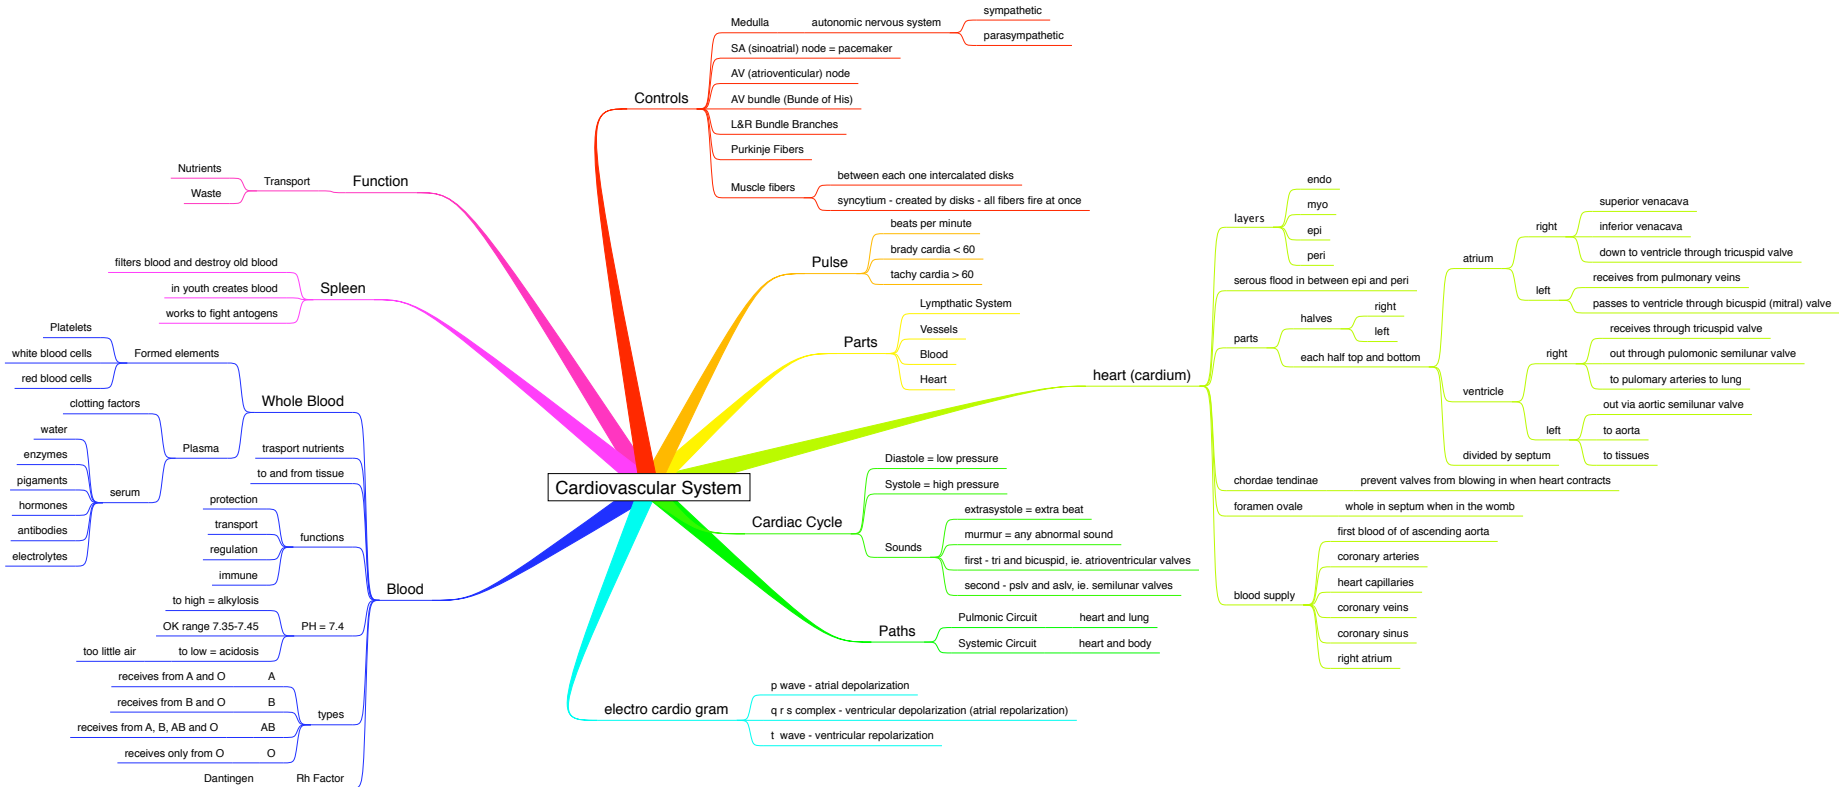 Cardiovascular System
Controls
Medulla
autonomic nervous system
sympathetic
parasympathetic
SA (sinoatrial) node = pacemaker
AV (atrioventicular) node
AV bundle (Bunde of His)
L&R Bundle Branches
Purkinje Fibers
Muscle fibers
between each one intercalated disks
syncytium - created by disks - all fibers fire at once
Pulse
beats per minute
brady cardia < 60
tachy cardia > 60
Parts
Lympthatic System
Vessels
Blood
Heart
heart (cardium)
layers
endo
myo
epi
peri
serous flood in between epi and peri
parts
halves
right
left
each half top and bottom
atrium
right
superior venacava
inferior venacava
down to ventricle through tricuspid valve
left
receives from pulmonary veins
passes to ventricle through bicuspid (mitral) valve
ventricle
right
receives through tricuspid valve
out through pulomonic semilunar valve
to pulomary arteries to lung
left
out via aortic semilunar valve
to aorta
to tissues
divided by septum
chordae tendinae
prevent valves from blowing in when heart contracts
foramen ovale
whole in septum when in the womb
blood supply
first blood of of ascending aorta
coronary arteries
heart capillaries
coronary veins
coronary sinus
right atrium
Cardiac Cycle
Diastole = low pressure
Systole = high pressure
Sounds
extrasystole = extra beat
murmur = any abnormal sound
first - tri and bicuspid, ie. atrioventricular valves
second - pslv and aslv, ie. semilunar valves
Paths
Pulmonic Circuit
heart and lung
Systemic Circuit
heart and body
electro cardio gram
p wave - atrial depolarization
q r s complex - ventricular depolarization (atrial repolarization)
t wave - ventricular repolarization
Function
Transport
Nutrients
Waste
Spleen
filters blood and destroy old blood
in youth creates blood
works to fight antogens
Blood
Whole Blood
Formed elements
Platelets
white blood cells
red blood cells
Plasma
clotting factors
serum
water
enzymes
pigaments
hormones
antibodies
electrolytes
trasport nutrients
to and from tissue
functions
protection
transport
regulation
immune
PH = 7.4
to high = alkylosis
OK range 7.35-7.45
to low = acidosis
too little air
types
A
receives from A and O
B
receives from B and O
AB
receives from A, B, AB and O
O
receives only from O
Rh Factor
Dantingen